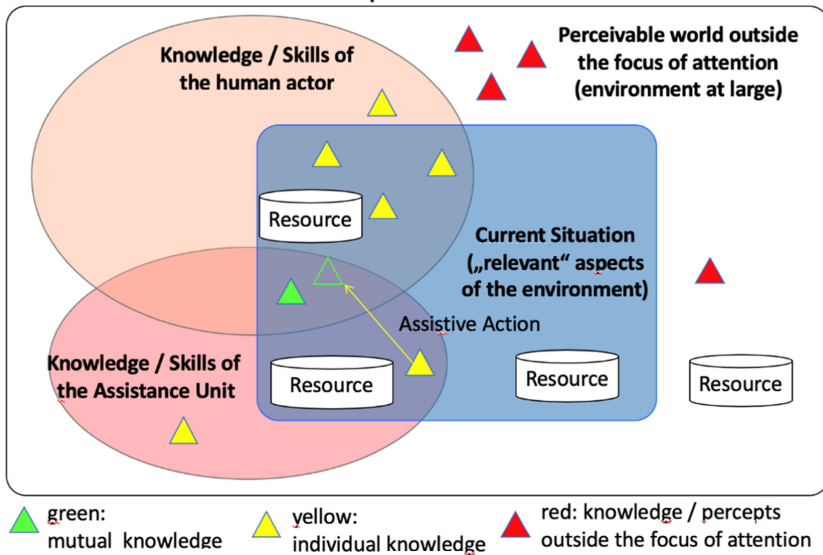 Knowledge / Skills of
the human actor
Perceivable world outside
the focus of attention
(environment at large)
Resource
Current Situation
(„relevant“ aspects
of the environment)
Assistive Action
Knowledge / Skills of
the Assistance Unit
Resource
Resource
Resource
green:
mutual knowledge
yellow:
individual knowledge
red: knowledge / percepts
outside the focus of attention